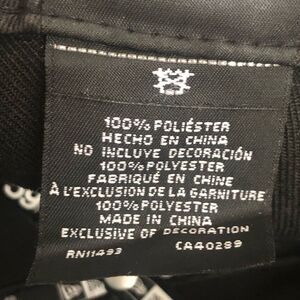 100% POLIÉSTER
HECHO EN CHINA
NO INCLUYE DECORACIÓN
100% POLYESTER
FABRIQUÉ EN CHINE
À L'EXCLUSION DE LA GARNITURE
100% POLYESTER
MADE IN CHINA
EXCLUSIVE OF DECORATION
RN11493 CA40299